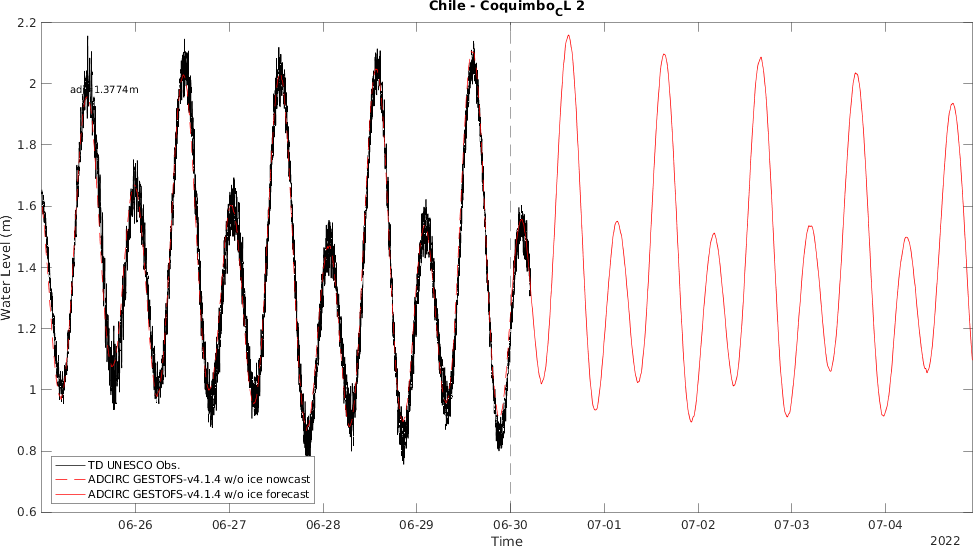 Chile - Coquimbo_CL 2
2.2
2
1.8
1.6
1.4
1.2
1
0.8
0.6
Water Level (m)
1.3774m
TD UNESCO Obs.
ADCIRC GESTOFS-v4.1.4 w/o ice nowcast
ADCIRC GESTOFS-v4.1.4 w/o ice forecast
06-26
06-27
06-28
06-29
06-30
07-01
07-02
07-03
07-04
Time
2022